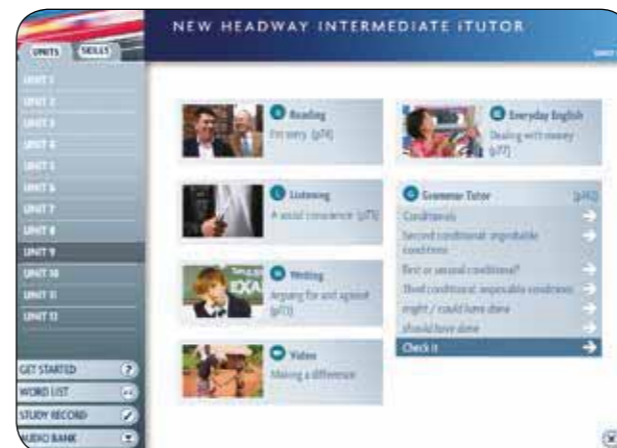 NEW HEADWAY INTERMEDIATE iTUTOR
UNITS
SKILLS
UNIT 1
UNIT 2
UNIT 3
UNIT 4
UNIT 5
UNIT 6
UNIT 7
UNIT 8
UNIT 9
UNIT 10
UNIT 11
UNIT 12
GET STARTED
WORD LIST
STUDY RECORD
AUDIO BANK
Reading
I'm sorry
Listening
A social conscience
Writing
Arguing for and against
Video
Making a difference
Everyday English
Dealing with money
(p77)
Grammar Tutor
Conditionals
Second conditional: improbable
conditions
First or second conditional?
Third conditional: impossible conditions
might / could have done
should have done
Check it